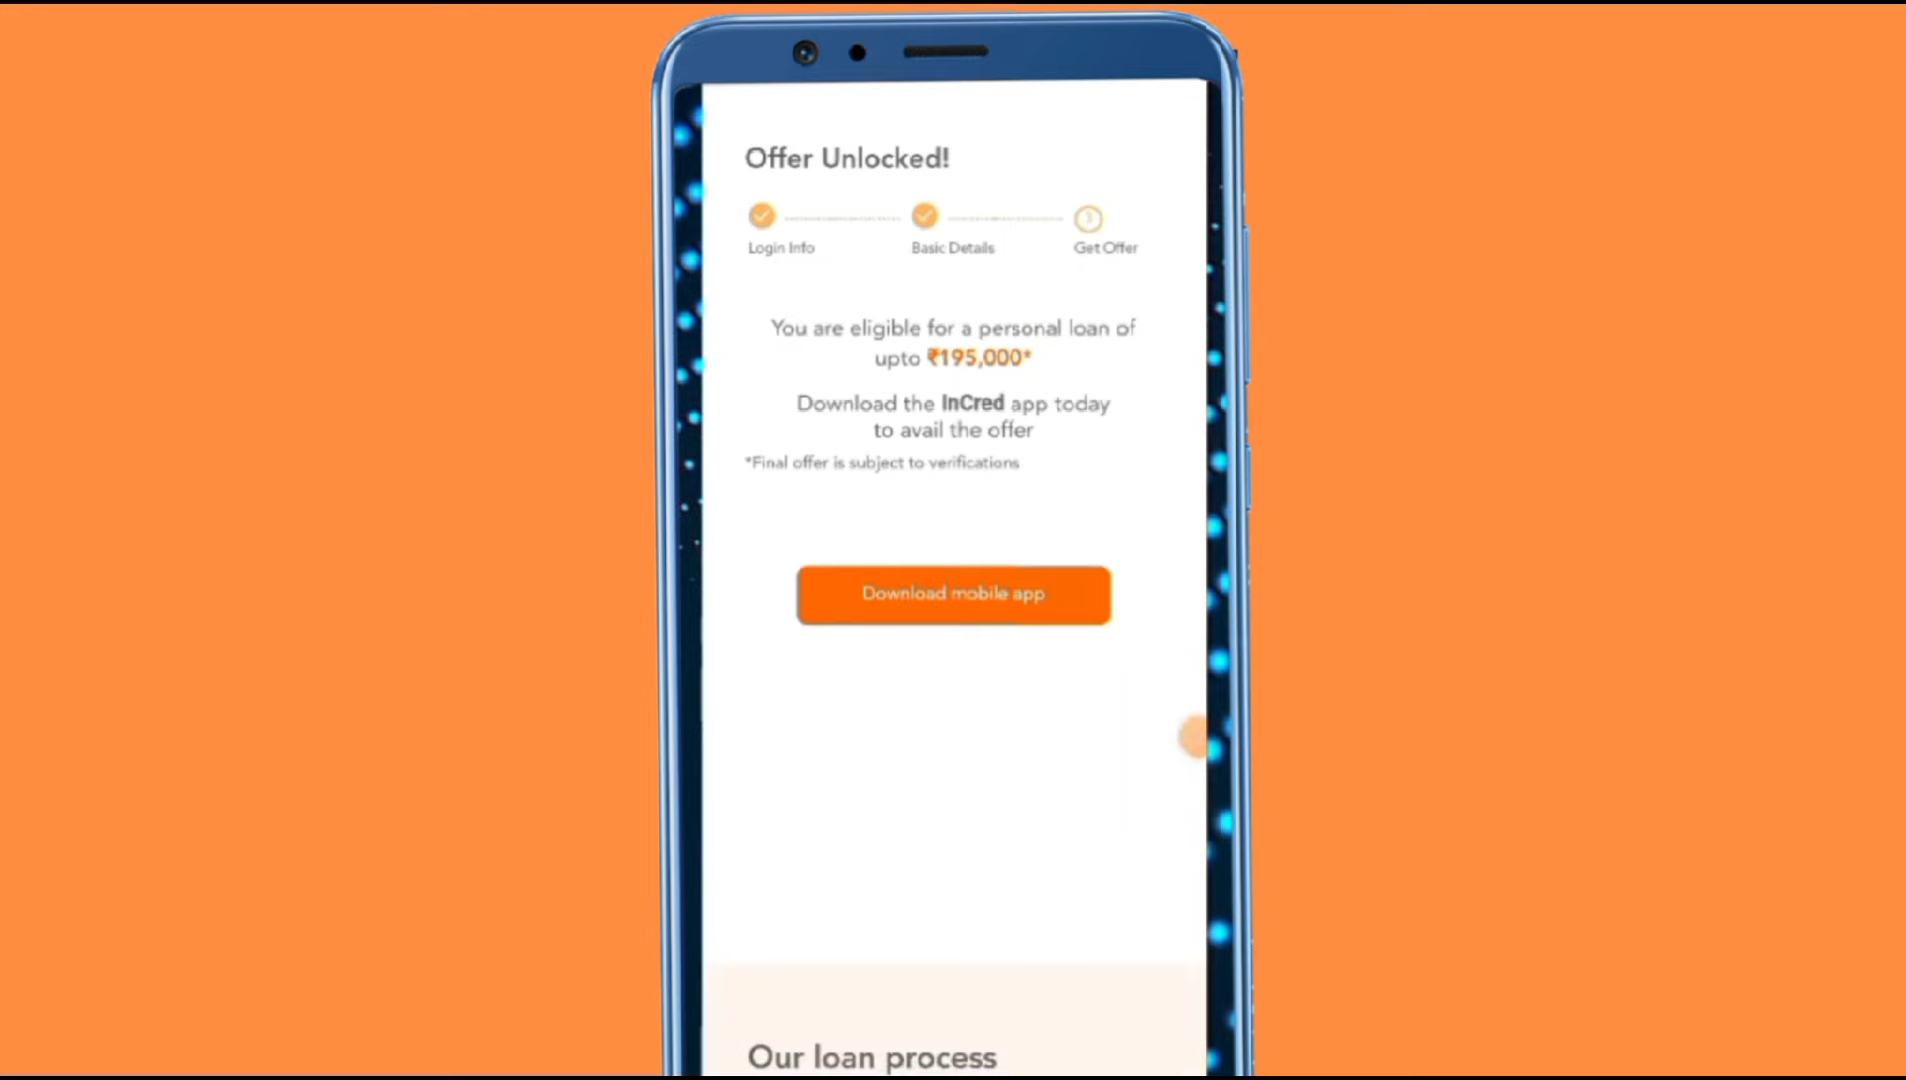 Offer Unlocked!
Login Info
Basic Details
3
Get Offer
You are eligible for a personal loan of
upto ₹195,000*
Download the InCred app today
to avail the offer
*Final offer is subject to verifications
Download mobile app
Our loan process